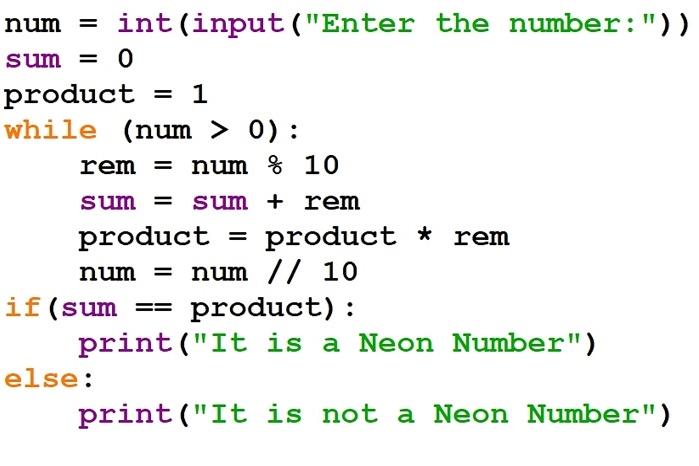 num = int(input("Enter the number:"))
sum = 0
product = 1
while (num > 0):
    rem = num % 10
    sum = sum + rem
    product = product * rem
    num = num // 10
if(sum == product):
    print("It is a Neon Number")
else:
    print("It is not a Neon Number")